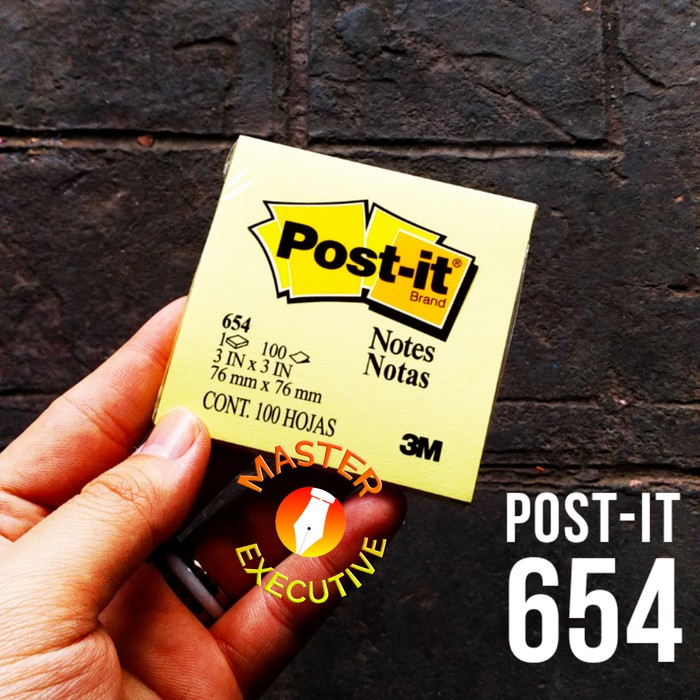 Post-it®
Brand
654
1 100
3 IN x 3 IN
76 mm x 76 mm
CONT. 100 HOJAS
Notes
Notas
3M
MASTER
EXECUTIVE
POST-IT
654